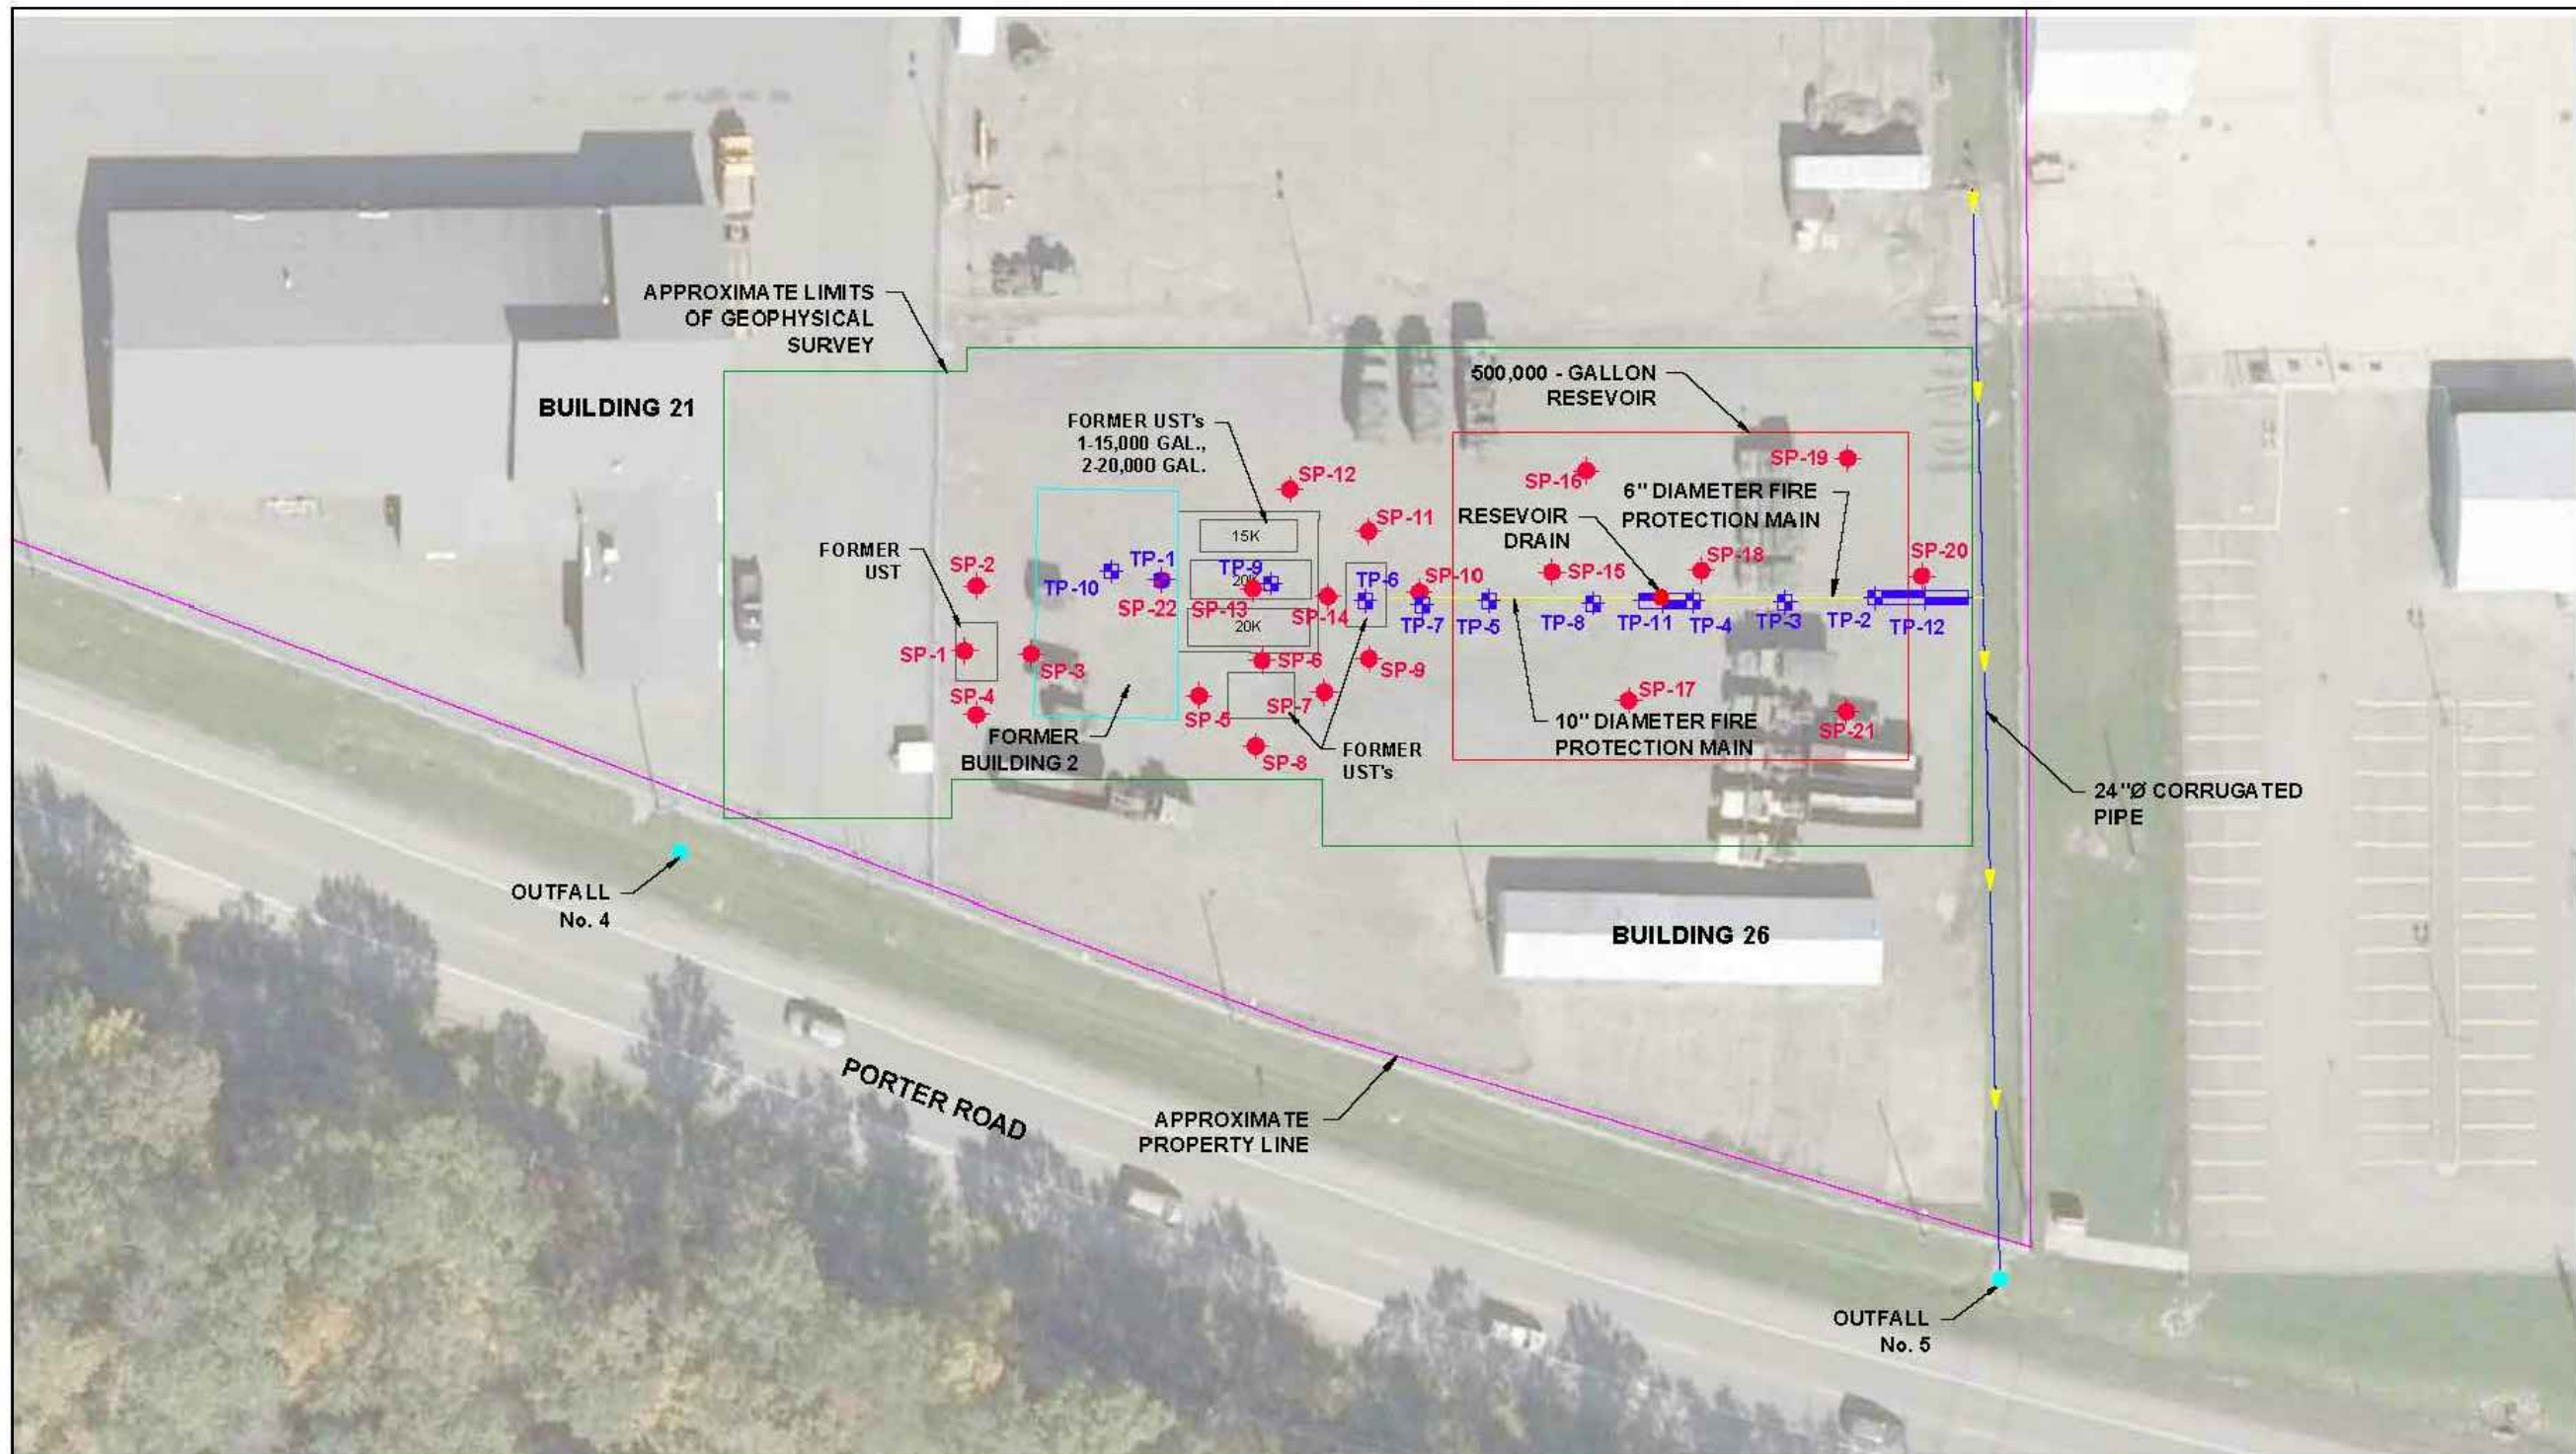 APPROXIMATE LIMITS
OF GEOPHYSICAL
SURVEY
BUILDING 21
500,000 - GALLON
RESEVOIR
FORMER UST's
1-15,000 GAL.,
2-20,000 GAL.
SP-12
SP-16
SP-19
6" DIAMETER FIRE
PROTECTION MAIN
RESEVOIR
DRAIN
SP-11
15K
FORMER
UST
SP-2
TP-10
TP-1
SP-22
TP-9
20K
SP-13
SP-14
TP-6
SP-10
SP-15
SP-18
SP-20
20K
TP-7
TP-5
TP-8
TP-11
TP-4
TP-3
TP-2
TP-12
SP-1
SP-3
SP-6
SP-9
SP-4
SP-5
SP-7
SP-17
SP-21
10" DIAMETER FIRE
PROTECTION MAIN
FORMER
BUILDING 2
SP-8
FORMER
UST's
24"Ø CORRUGATED
PIPE
OUTFALL
No. 4
BUILDING 26
PORTER ROAD
APPROXIMATE
PROPERTY LINE
OUTFALL
No. 5